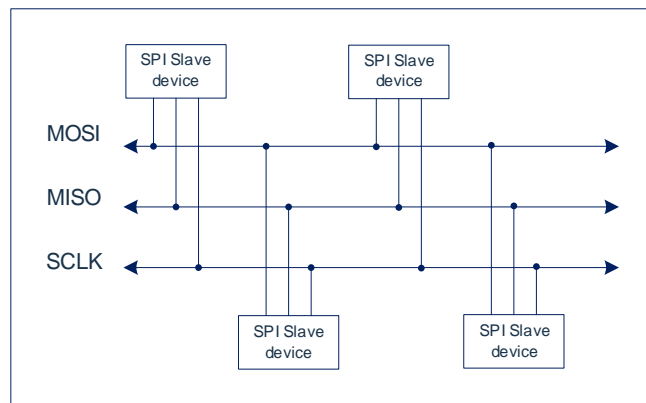 SPI Slave
device
SPI Slave
device
MOSI
MISO
SCLK
SPI Slave
device
SPI Slave
device